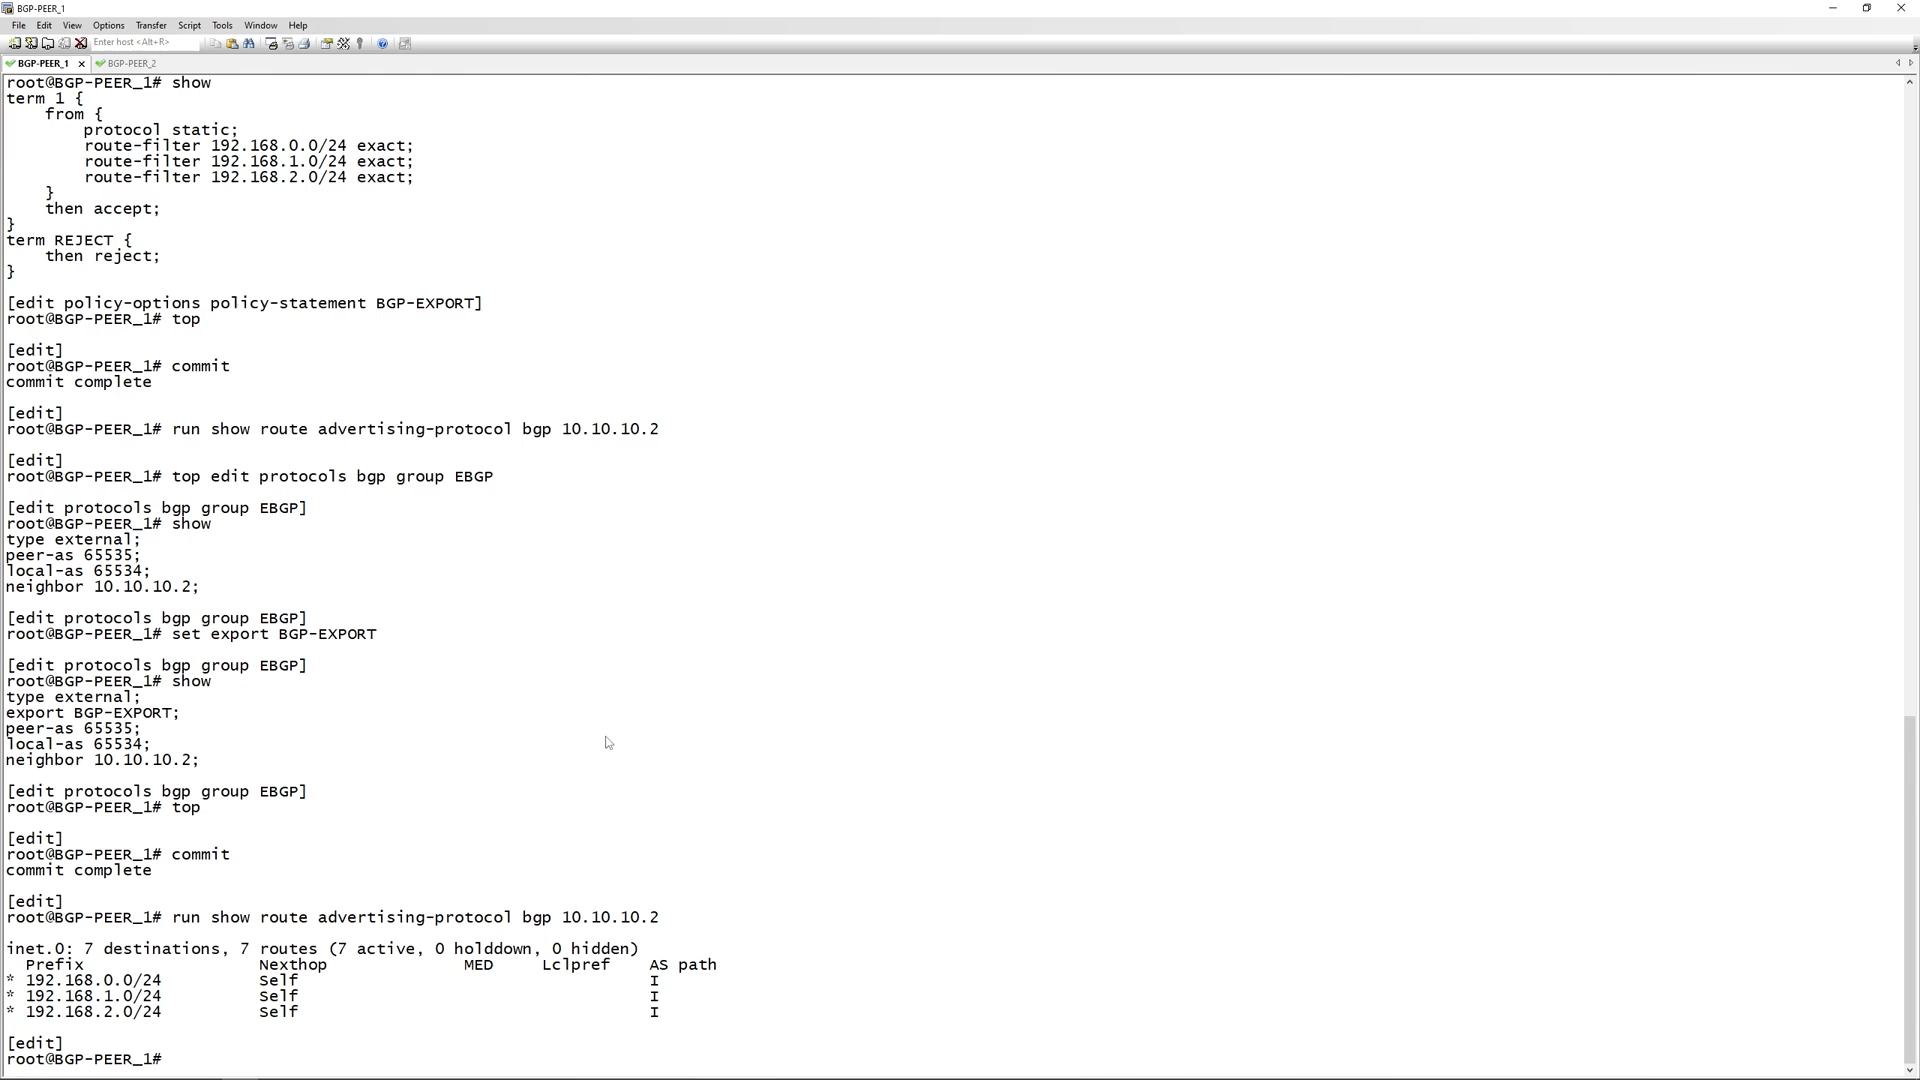 BGP-PEER_1
File Edit View Options Transfer Script Tools Window Help
Enter host <Alt+R>
BGP-PEER_1 BGP-PEER_2
root@BGP-PEER_1# show
term 1 {
    from {
        protocol static;
        route-filter 192.168.0.0/24 exact;
        route-filter 192.168.1.0/24 exact;
        route-filter 192.168.2.0/24 exact;
    }
    then accept;
}
term REJECT {
    then reject;
}
[edit policy-options policy-statement BGP-EXPORT]
root@BGP-PEER_1# top
[edit]
root@BGP-PEER_1# commit
commit complete
[edit]
root@BGP-PEER_1# run show route advertising-protocol bgp 10.10.10.2
[edit]
root@BGP-PEER_1# top edit protocols bgp group EBGP
[edit protocols bgp group EBGP]
root@BGP-PEER_1# show
type external;
peer-as 65535;
local-as 65534;
neighbor 10.10.10.2;
[edit protocols bgp group EBGP]
root@BGP-PEER_1# set export BGP-EXPORT
[edit protocols bgp group EBGP]
root@BGP-PEER_1# show
type external;
export BGP-EXPORT;
peer-as 65535;
local-as 65534;
neighbor 10.10.10.2;
[edit protocols bgp group EBGP]
root@BGP-PEER_1# top
[edit]
root@BGP-PEER_1# commit
commit complete
[edit]
root@BGP-PEER_1# run show route advertising-protocol bgp 10.10.10.2
inet.0: 7 destinations, 7 routes (7 active, 0 holddown, 0 hidden)
  Prefix                  Nexthop              MED     Lclpref    AS path
* 192.168.0.0/24          Self                                    I
* 192.168.1.0/24          Self                                    I
* 192.168.2.0/24          Self                                    I
[edit]
root@BGP-PEER_1#